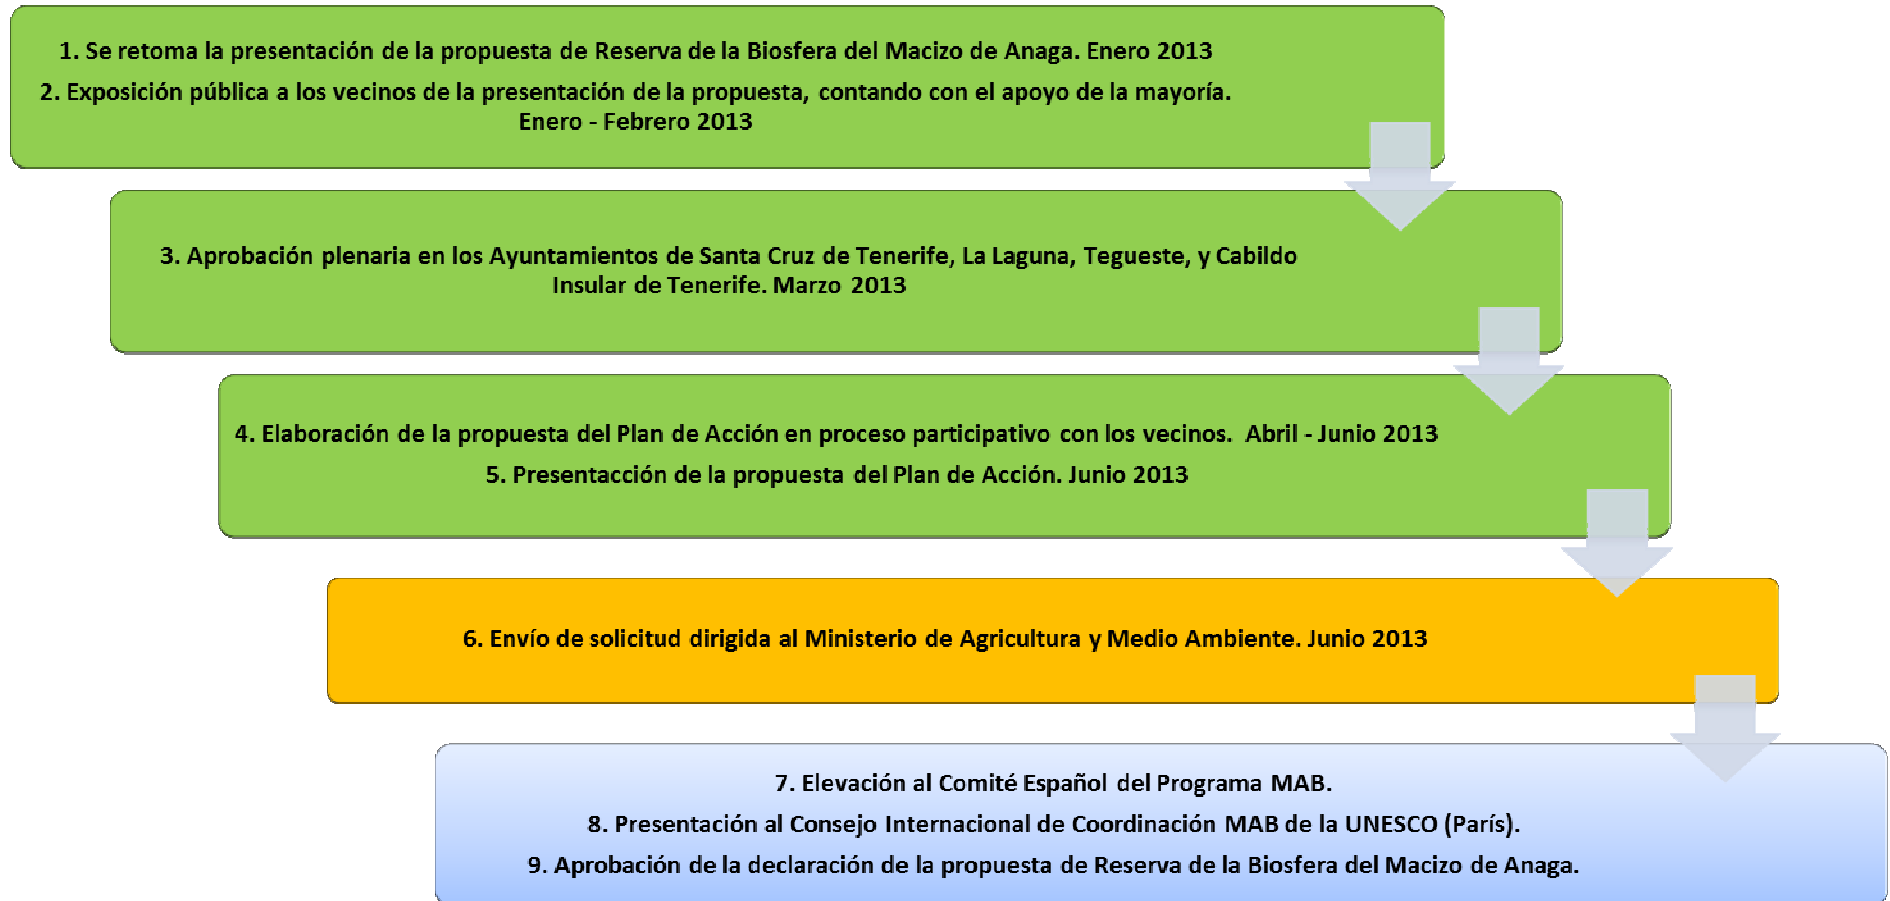 1. Se retoma la presentación de la propuesta de Reserva de la Biosfera del Macizo de Anaga. Enero 2013
2. Exposición pública a los vecinos de la presentación de la propuesta, contando con el apoyo de la mayoría.
Enero - Febrero 2013
3. Aprobación plenaria en los Ayuntamientos de Santa Cruz de Tenerife, La Laguna, Tegueste, y Cabildo
Insular de Tenerife. Marzo 2013
4. Elaboración de la propuesta del Plan de Acción en proceso participativo con los vecinos. Abril - Junio 2013
5. Presentacción de la propuesta del Plan de Acción. Junio 2013
6. Envío de solicitud dirigida al Ministerio de Agricultura y Medio Ambiente. Junio 2013
7. Elevación al Comité Español del Programa MAB.
8. Presentación al Consejo Internacional de Coordinación MAB de la UNESCO (París).
9. Aprobación de la declaración de la propuesta de Reserva de la Biosfera del Macizo de Anaga.